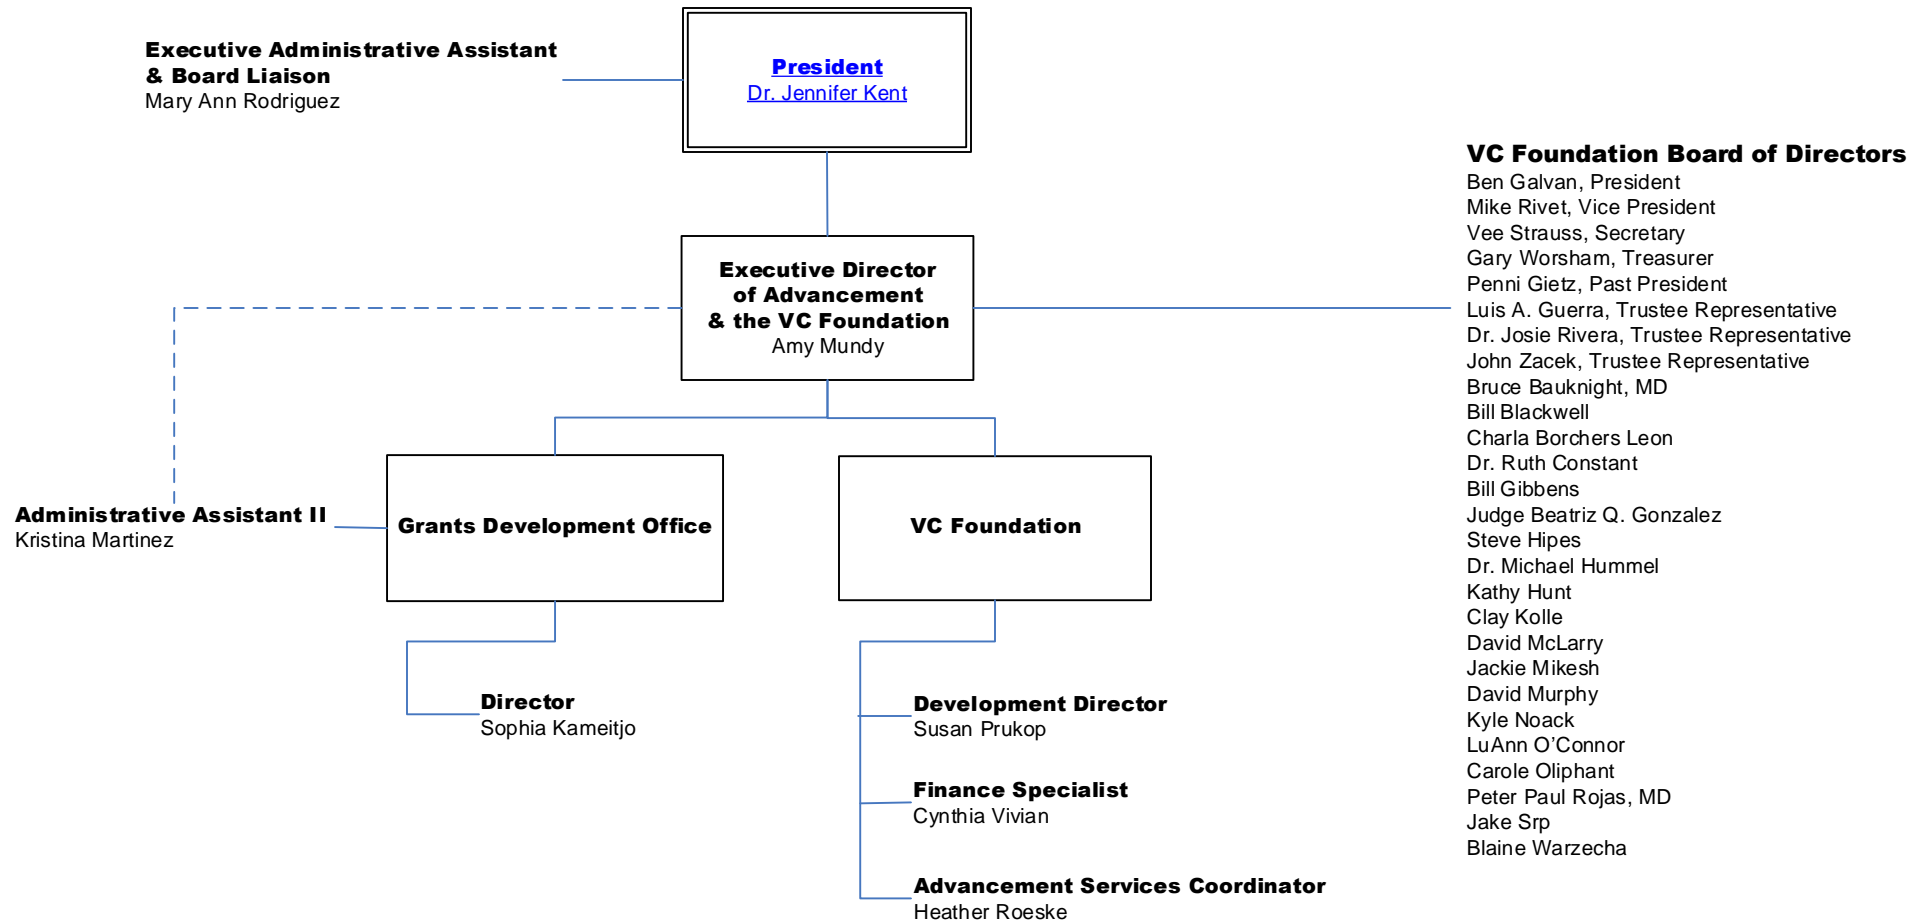 Executive Administrative Assistant
& Board Liaison
Mary Ann Rodriguez
President
Dr. Jennifer Kent
VC Foundation Board of Directors
Ben Galvan, President
Mike Rivet, Vice President
Vee Strauss, Secretary
Gary Worsham, Treasurer
Penni Gietz, Past President
Luis A. Guerra, Trustee Representative
Dr. Josie Rivera, Trustee Representative
John Zacek, Trustee Representative
Bruce Bauknight, MD
Bill Blackwell
Charla Borchers Leon
Dr. Ruth Constant
Bill Gibbens
Judge Beatriz Q. Gonzalez
Steve Hipes
Dr. Michael Hummel
Kathy Hunt
Clay Kolle
David McLarry
Jackie Mikesh
David Murphy
Kyle Noack
LuAnn O’Connor
Carole Oliphant
Peter Paul Rojas, MD
Jake Srp
Blaine Warzecha
Executive Director
of Advancement
& the VC Foundation
Amy Mundy
Administrative Assistant II
Kristina Martinez
Grants Development Office
VC Foundation
Director
Sophia Kameitjo
Development Director
Susan Prukop
Finance Specialist
Cynthia Vivian
Advancement Services Coordinator
Heather Roeske